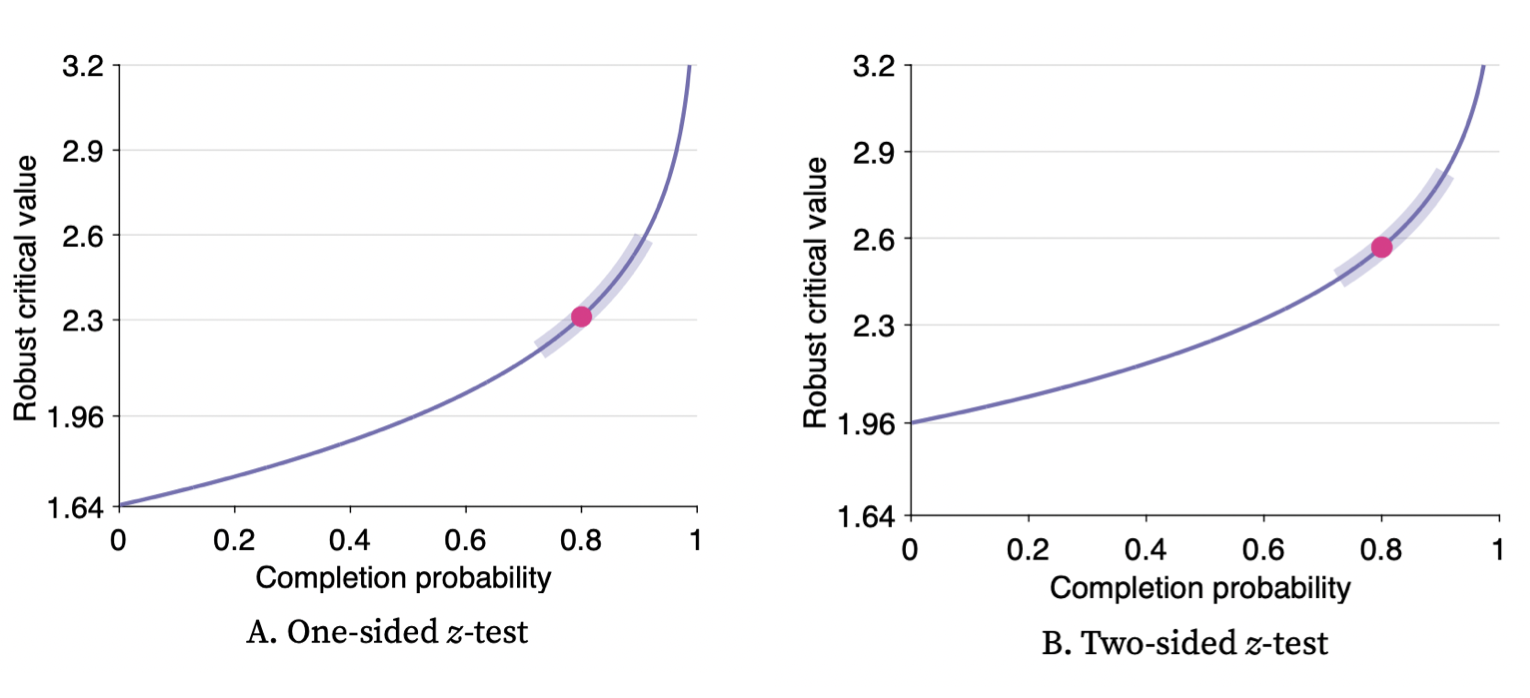 3.2
2.9
2.6
2.3
1.96
1.64
Robust critical value
0 0.2 0.4 0.6 0.8 1
Completion probability
A. One-sided z-test
3.2
2.9
2.6
2.3
1.96
1.64
Robust critical value
0 0.2 0.4 0.6 0.8 1
Completion probability
B. Two-sided z-test